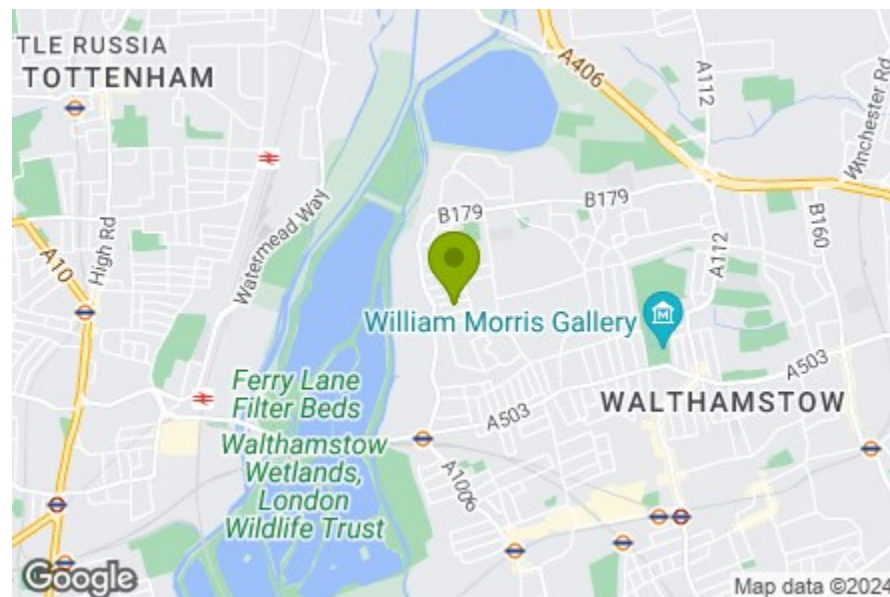 TLE RUSSIA
TOTTENHAM
A406
A112
Winchester Rd
Watermead Way
High Rd
A10
B179
B179
A112
B160
William Morris Gallery
M
Ferry Lane
Filter Beds
A503
A503
WALTHAMSTOW
Walthamstow
Wetlands,
London
Wildlife Trust
A1006
Google
Map data ©2024